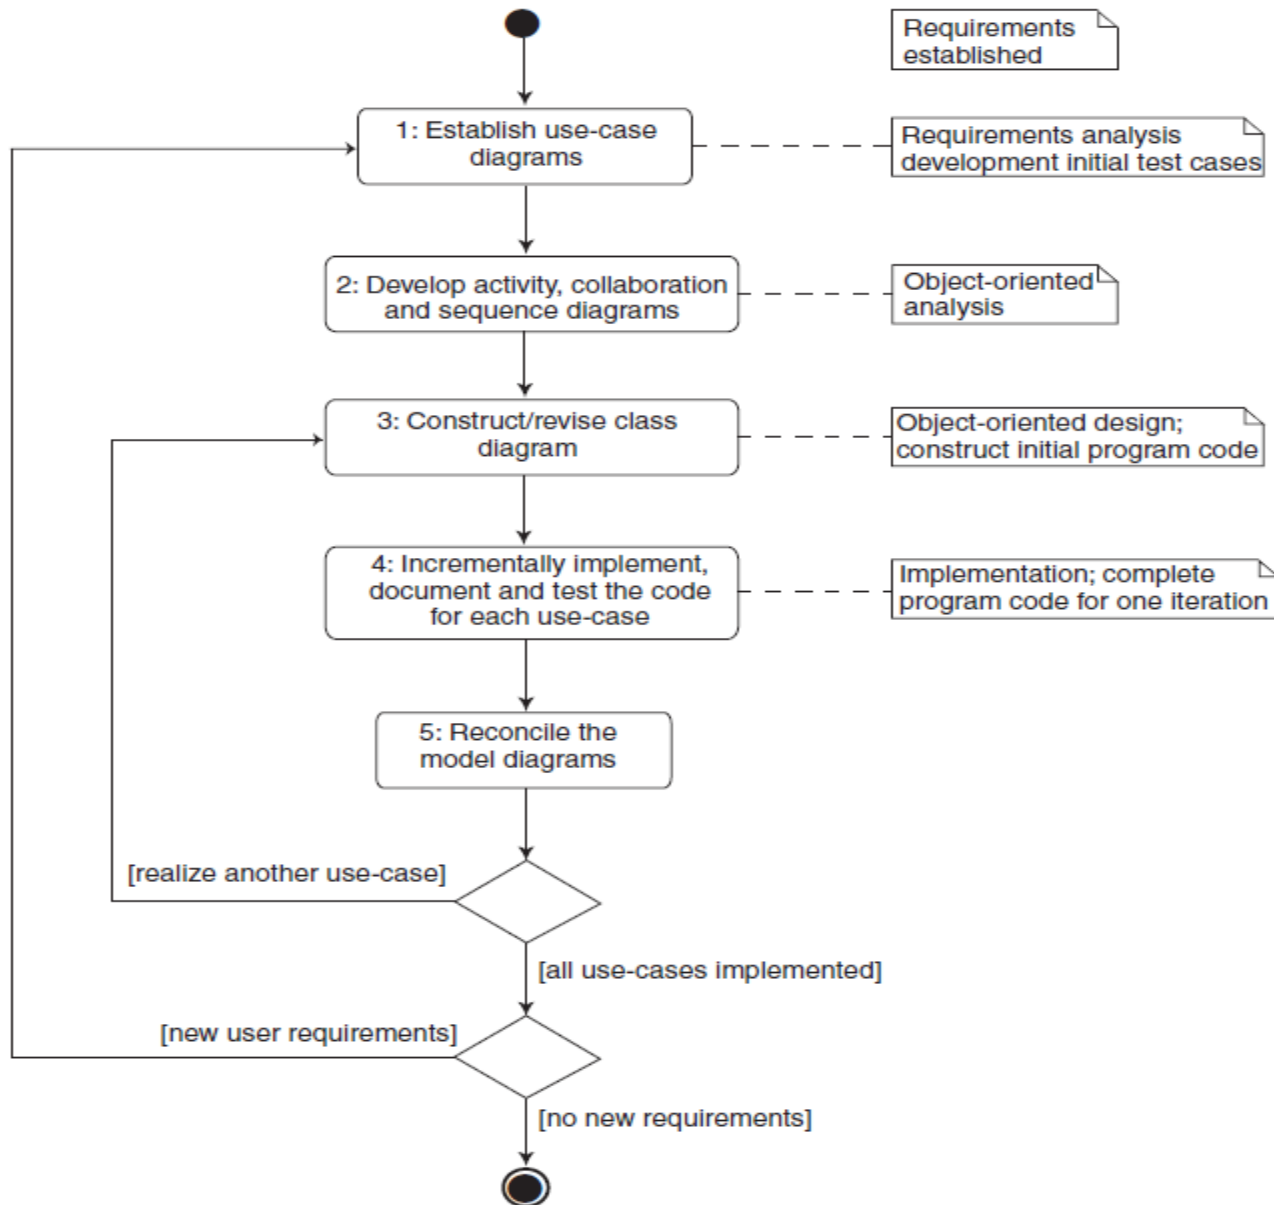 Requirements
established
1: Establish use-case
diagrams
Requirements analysis
development initial test cases
2: Develop activity, collaboration
and sequence diagrams
Object-oriented
analysis
3: Construct/revise class
diagram
Object-oriented design;
construct initial program code
4: Incrementally implement,
document and test the code
for each use-case
Implementation; complete
program code for one iteration
5: Reconcile the
model diagrams
[realize another use-case]
[all use-cases implemented]
[new user requirements]
[no new requirements]